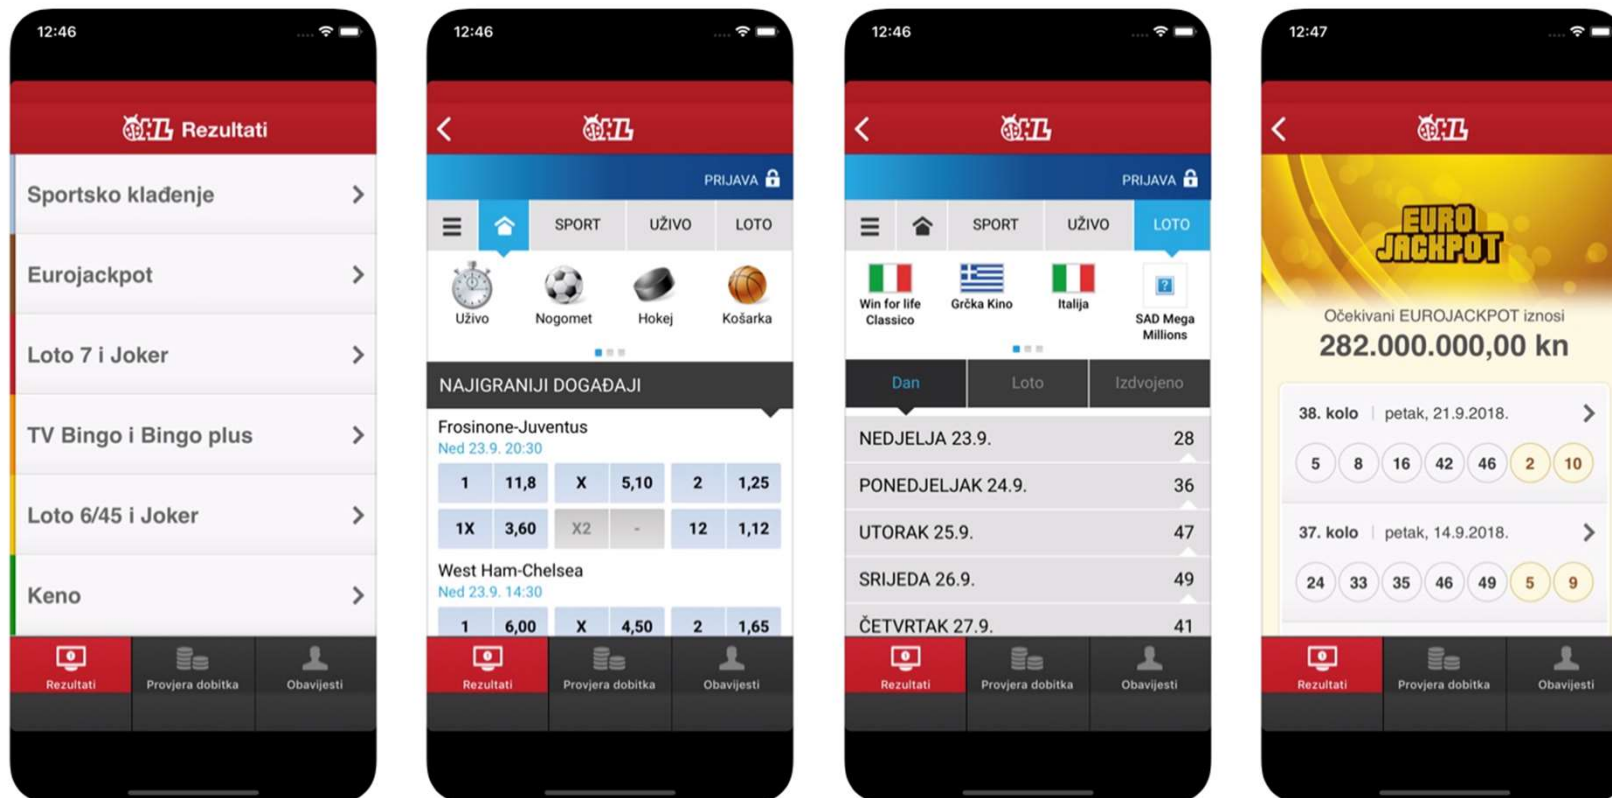 12:46
Rezultati
Sportsko klađenje
Eurojackpot
Loto 7 i Joker
TV Bingo i Bingo plus
Loto 6/45 i Joker
Keno
Rezultati Provjera dobitka Obavijesti
12:46
PRIJAVA
SPORT UŽIVO LOTO
Uživo Nogomet Hokej Košarka
NAJIGRANIJI DOGAĐAJI
Frosinone-Juventus
Ned 23.9. 20:30
1 11,8 X 5,10 2 1,25
1X 3,60 X2 - 12 1,12
West Ham-Chelsea
Ned 23.9. 14:30
1 6,00 X 4,50 2 1,65
Rezultati Provjera dobitka Obavijesti
12:46
PRIJAVA
SPORT UŽIVO LOTO
Win for life
Classico
Grčka Kino
Italija
SAD Mega
Millions
Dan Loto Izdvojeno
NEDJELJA 23.9. 28
PONEDJELJAK 24.9. 36
UTORAK 25.9. 47
SRIJEDA 26.9. 49
ČETVRTAK 27.9. 41
Rezultati Provjera dobitka Obavijesti
12:47
EURO
JACKPOT
Očekivani EUROJACKPOT iznosi
282.000.000,00 kn
38. kolo petak, 21.9.2018.
5 8 16 42 46 2 10
37. kolo petak, 14.9.2018.
24 33 35 46 49 5 9
Rezultati Provjera dobitka Obavijesti